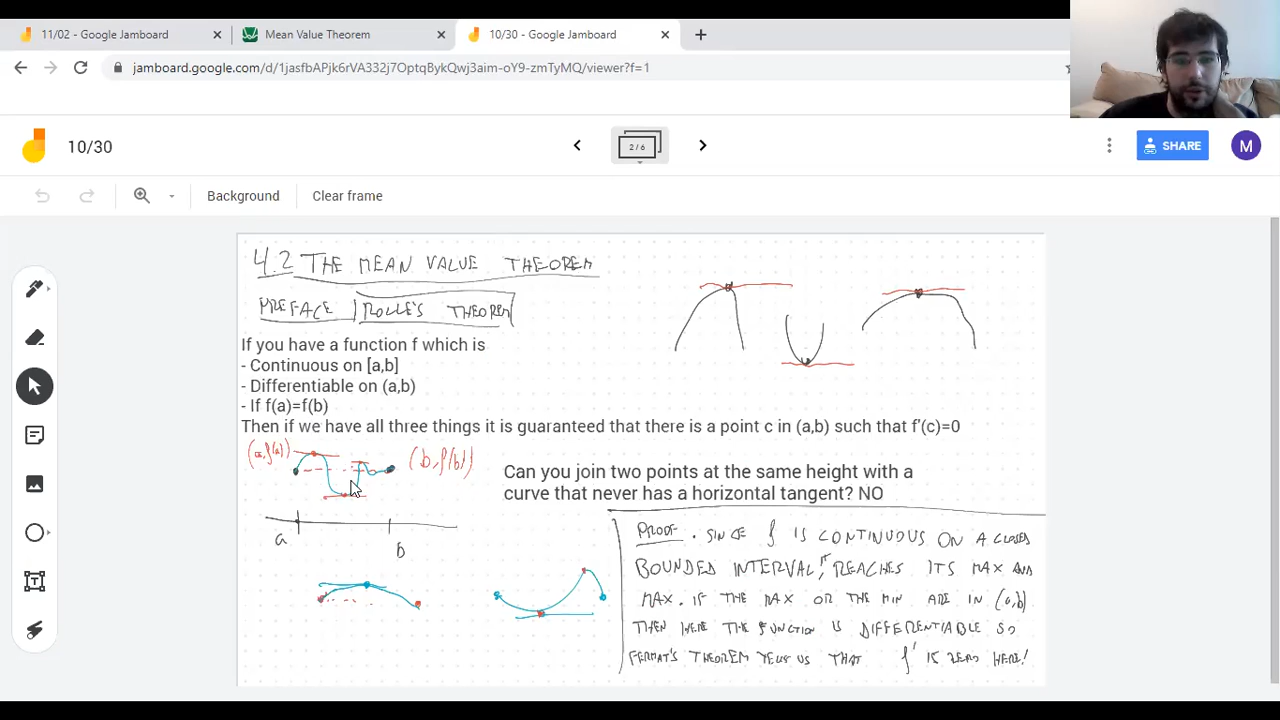 11/02 - Google Jamboard
Mean Value Theorem
10/30 - Google Jamboard
jamboard.google.com/d/1jasfbAPjk6rVA332j7OptqBykQwj3aim-oY9-zmTyMQ/viewer?f=1
10/30
2 / 6
SHARE
M
Background
Clear frame
4.2 THE MEAN VALUE THEOREM
PREFACE ROLLE'S THEOREM
If you have a function f which is
- Continuous on [a,b]
- Differentiable on (a,b)
- If f(a)=f(b)
Then if we have all three things it is guaranteed that there is a point c in (a,b) such that f'(c)=0
(a, f(a))
(b, f(b))
a
b
Can you join two points at the same height with a
curve that never has a horizontal tangent? NO
PROOF. SINCE f IS CONTINUOUS ON A CLOSED
BOUNDED INTERVAL, IT REACHES ITS MAX AND
MAX. IF THE MAX OR THE MIN ARE IN (a,b)
THEN HERE THE FUNCTION IS DIFFERENTIABLE SO
FERMAT'S THEOREM TELLS US THAT f' IS ZERO HERE!